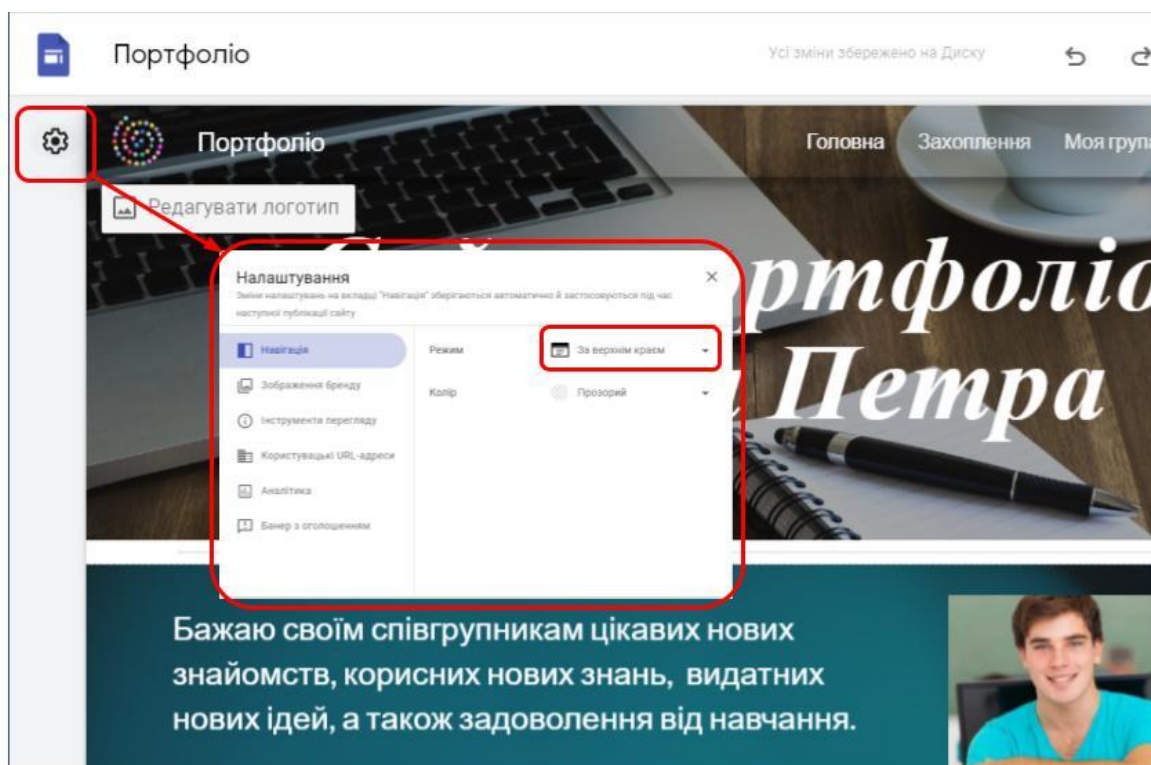 Портфоліо
Усі зміни збережено на Диску
Портфоліо
Головна Захоплення Моя група
Редагувати логотип
ртфоліо
Петра
Налаштування
Зміни налаштувань на вкладці "Навігація" зберігаються автоматично й застосовуються під час
наступної публікації сайту
Навігація
Режим
За верхнім краєм
Зображення бренду
Колір
Прозорий
Інструменти перегляду
Користувацькі URL-адреси
Аналітика
Банер з оголошенням
Бажаю своїм співгрупникам цікавих нових
знайомств, корисних нових знань, видатних
нових ідей, а також задоволення від навчання.